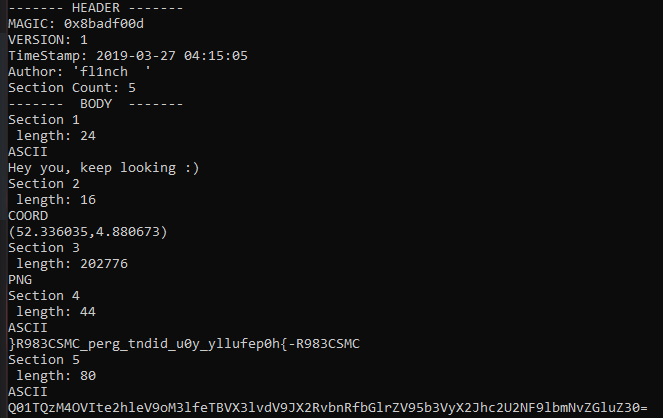 ------- HEADER -------
MAGIC: 0x8badf00d
VERSION: 1
TimeStamp: 2019-03-27 04:15:05
Author: 'fl1nch  '
Section Count: 5
-------  BODY  -------
Section 1
 length: 24
ASCII
Hey you, keep looking :)
Section 2
 length: 16
COORD
(52.336035,4.880673)
Section 3
 length: 202776
PNG
Section 4
 length: 44
ASCII
}R983CSMC_perg_tndid_u0y_yllufep0h{-R983CSMC
Section 5
 length: 80
ASCII
Q01TQzM4OVIte2hleV9oM3lfeTBVX3lvdV9JX2RvbnRfbGlrZV95b3VyX2Jhc2U2NF9lbmNvZGluZ30=